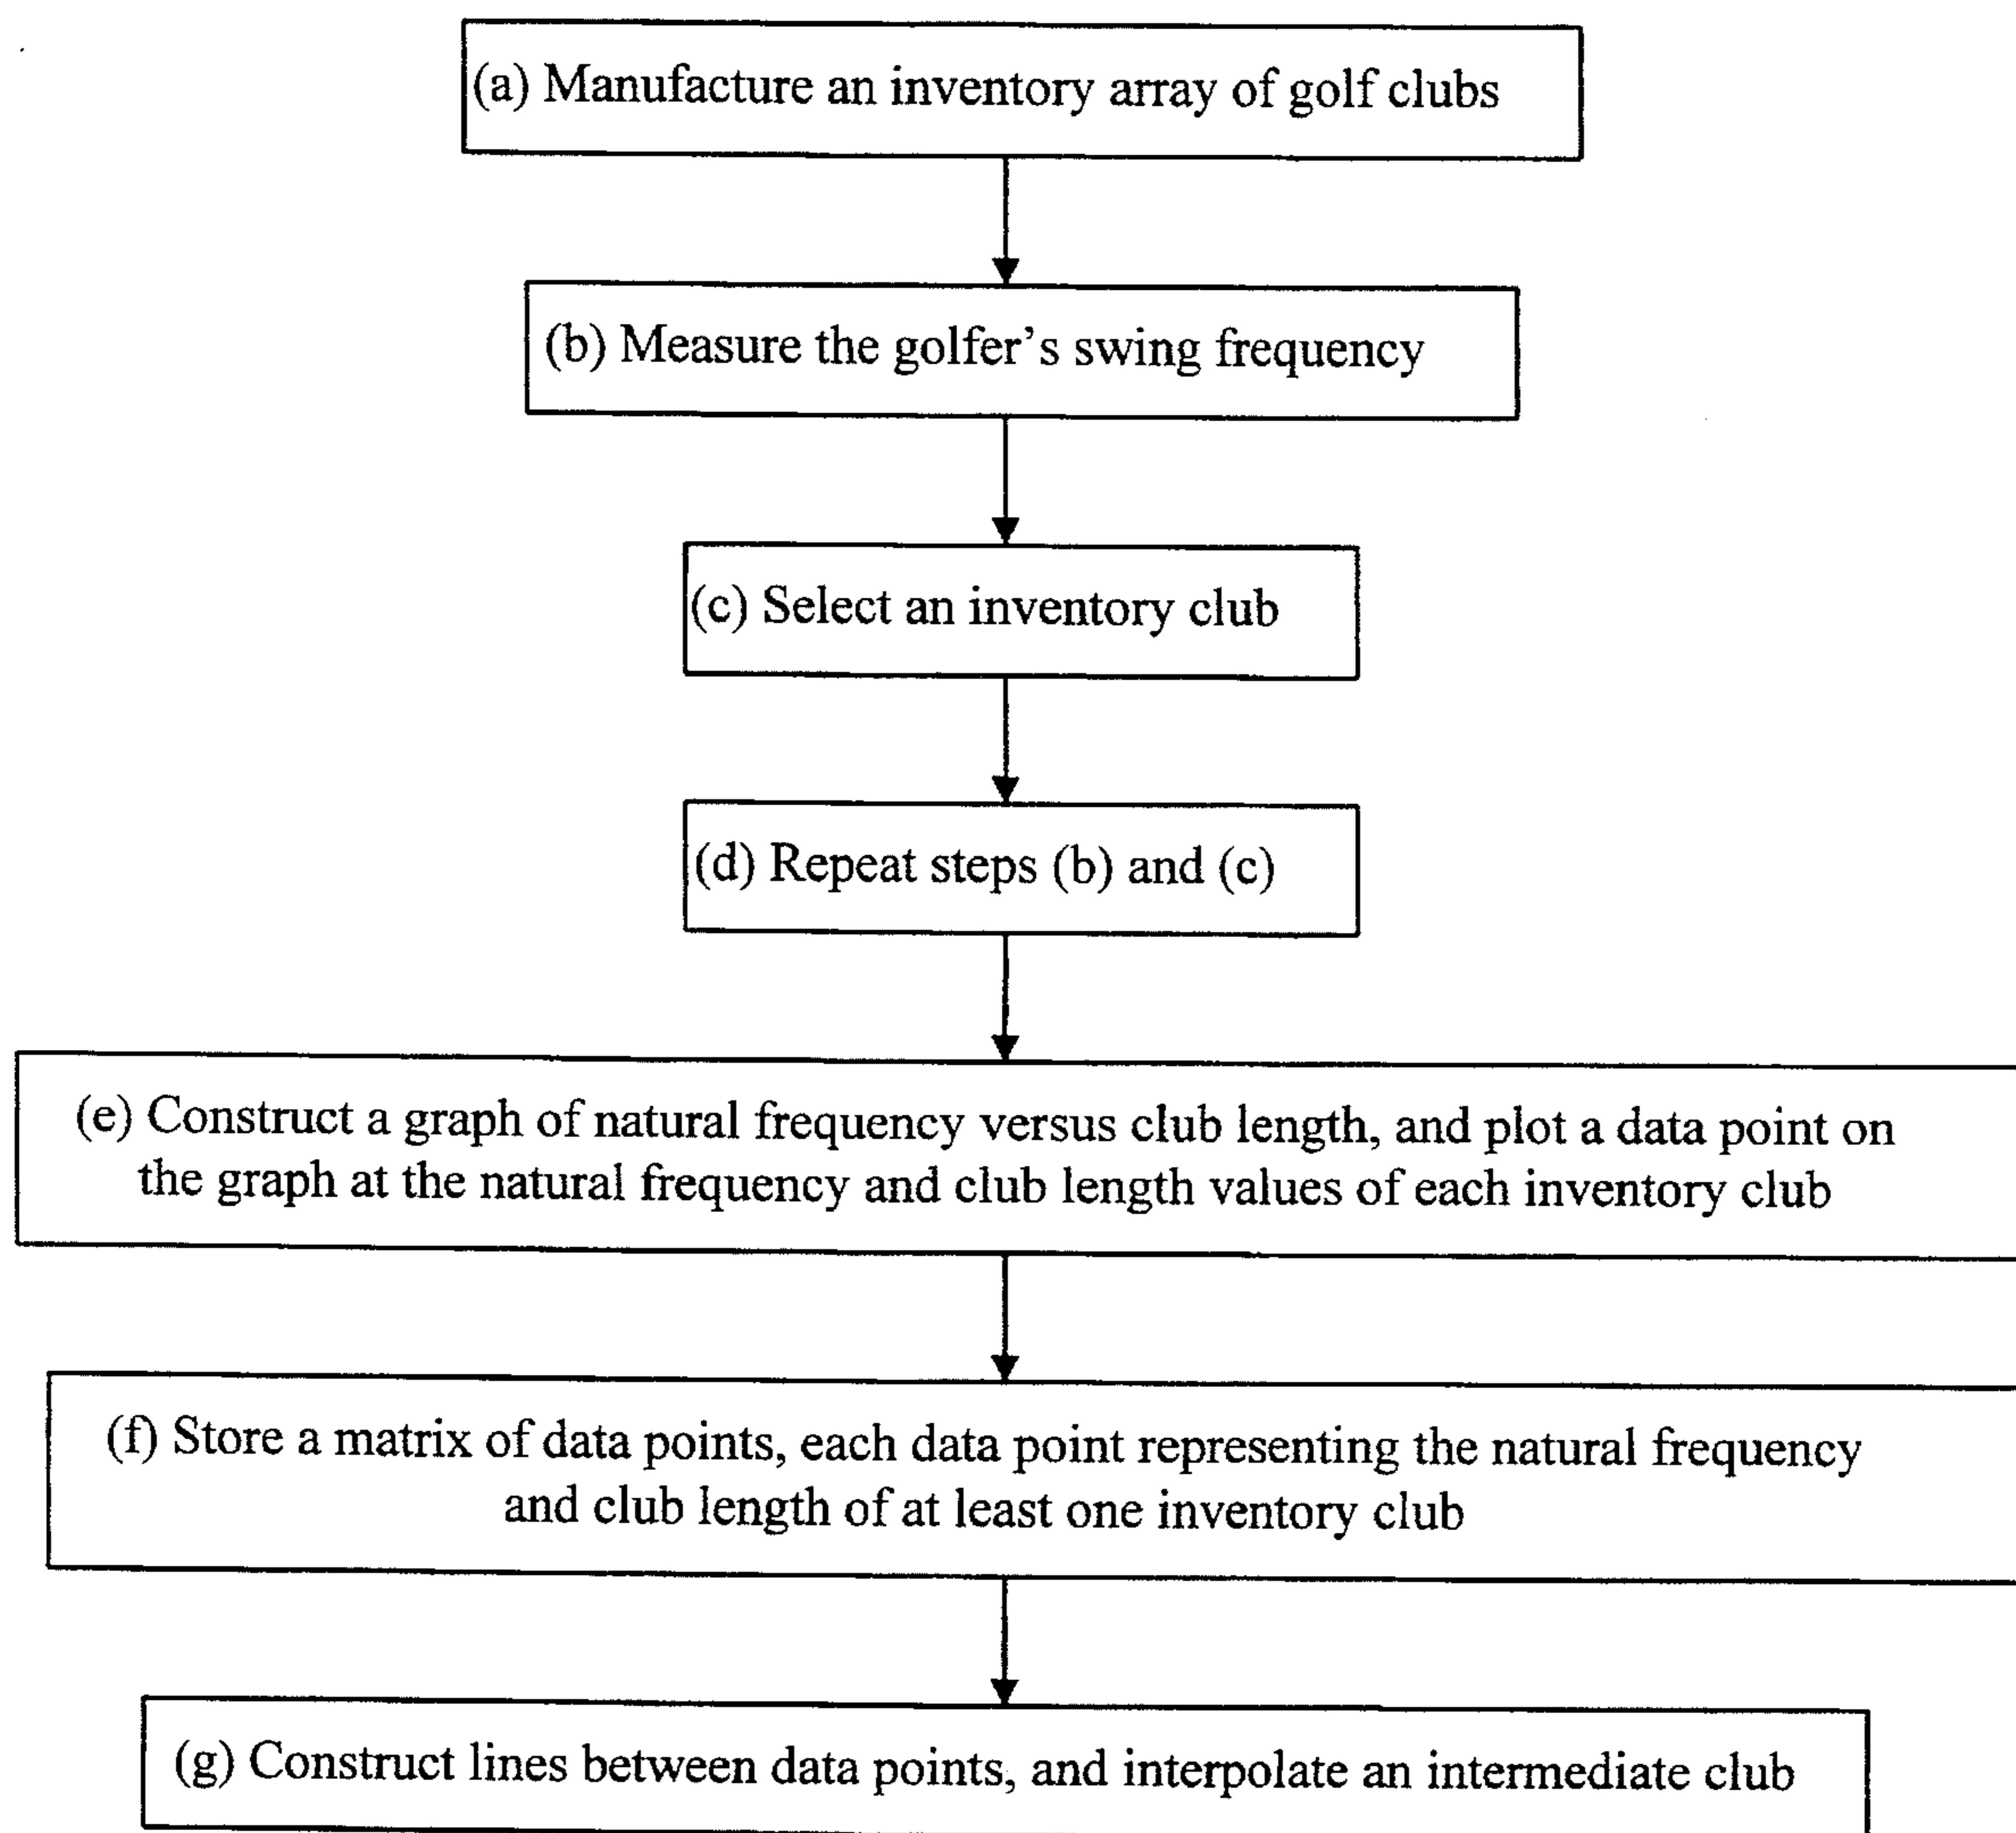 (a) Manufacture an inventory array of golf clubs
(b) Measure the golfer’s swing frequency
(c) Select an inventory club
(d) Repeat steps (b) and (c)
(e) Construct a graph of natural frequency versus club length, and plot a data point on
the graph at the natural frequency and club length values of each inventory club
(f) Store a matrix of data points, each data point representing the natural frequency
and club length of at least one inventory club
(g) Construct lines between data points, and interpolate an intermediate club